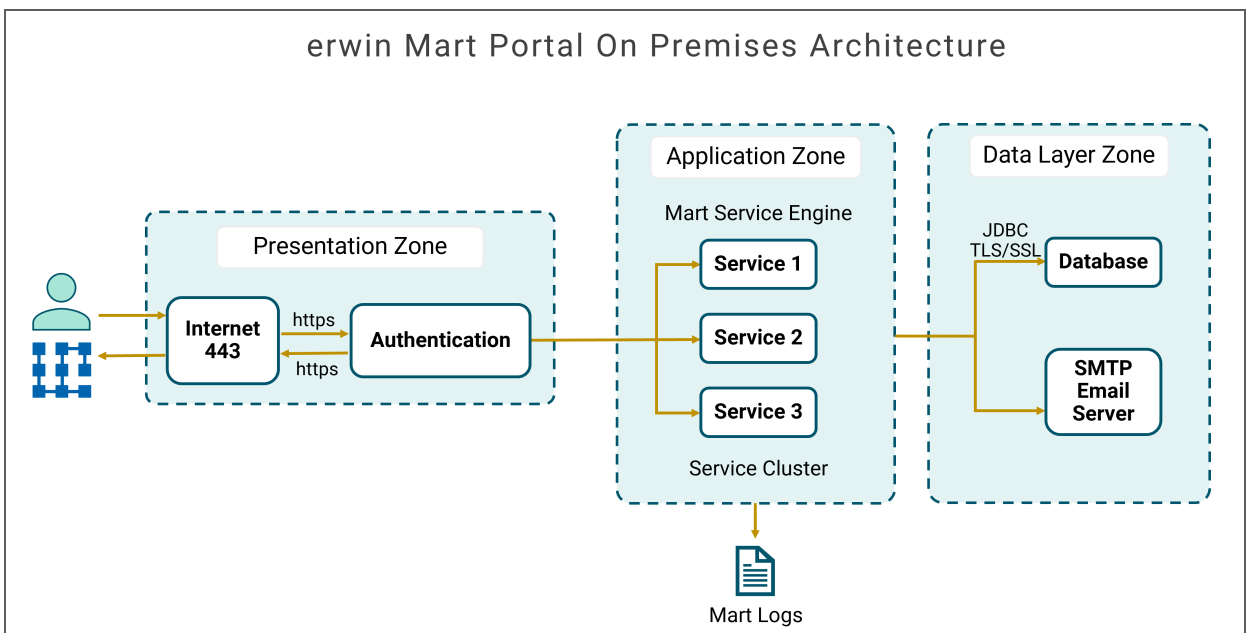 erwin Mart Portal On Premises Architecture
Presentation Zone
Internet
443
https
https
Authentication
Application Zone
Mart Service Engine
Service 1
Service 2
Service 3
Service Cluster
Mart Logs
Data Layer Zone
JDBC
TLS/SSL
Database
SMTP
Email
Server